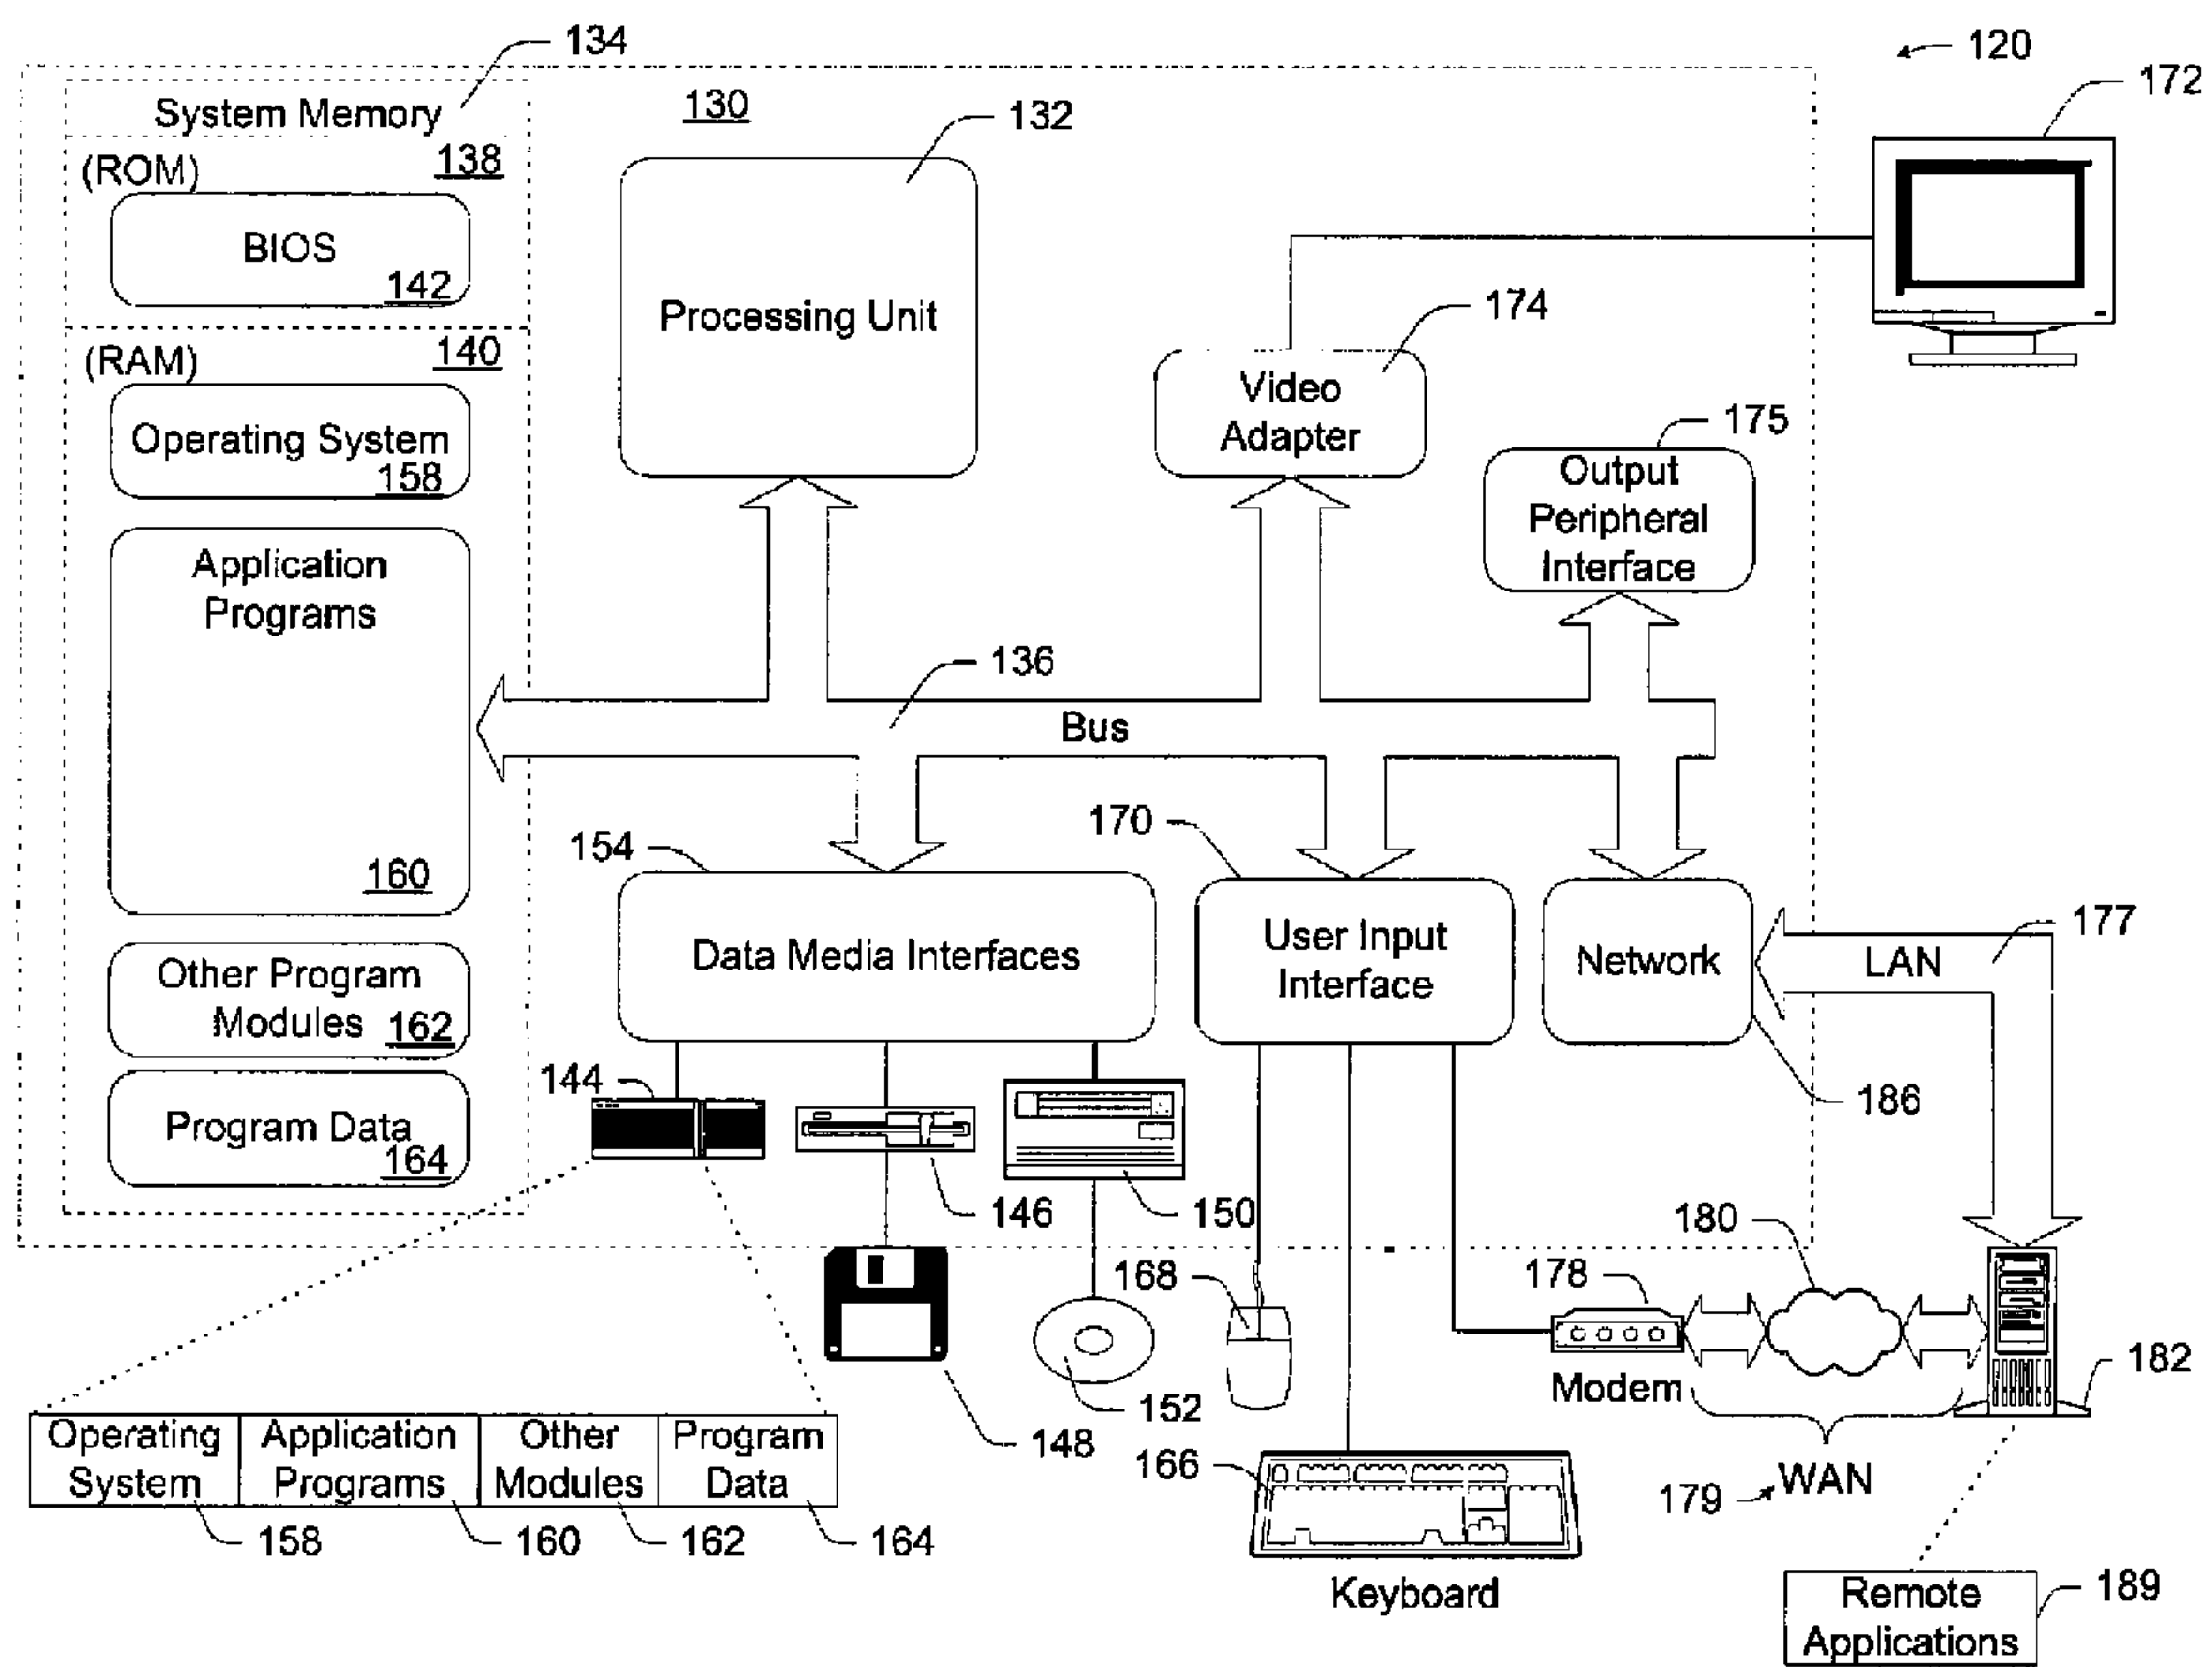 134
120
System Memory
130
132
172
(ROM)
138
BIOS
142
Processing Unit
174
(RAM)
140
Video
Adapter
175
Operating System
158
Output
Peripheral
Interface
Application
Programs
136
Bus
160
154
170
177
Data Media Interfaces
User Input
Interface
Network
LAN
Other Program
Modules
162
144
186
Program Data
164
146
150
180
168
178
182
152
Modem
148
166
179
WAN
Operating
System
Application
Programs
Other
Modules
Program
Data
158
160
162
164
Keyboard
Remote
Applications
189